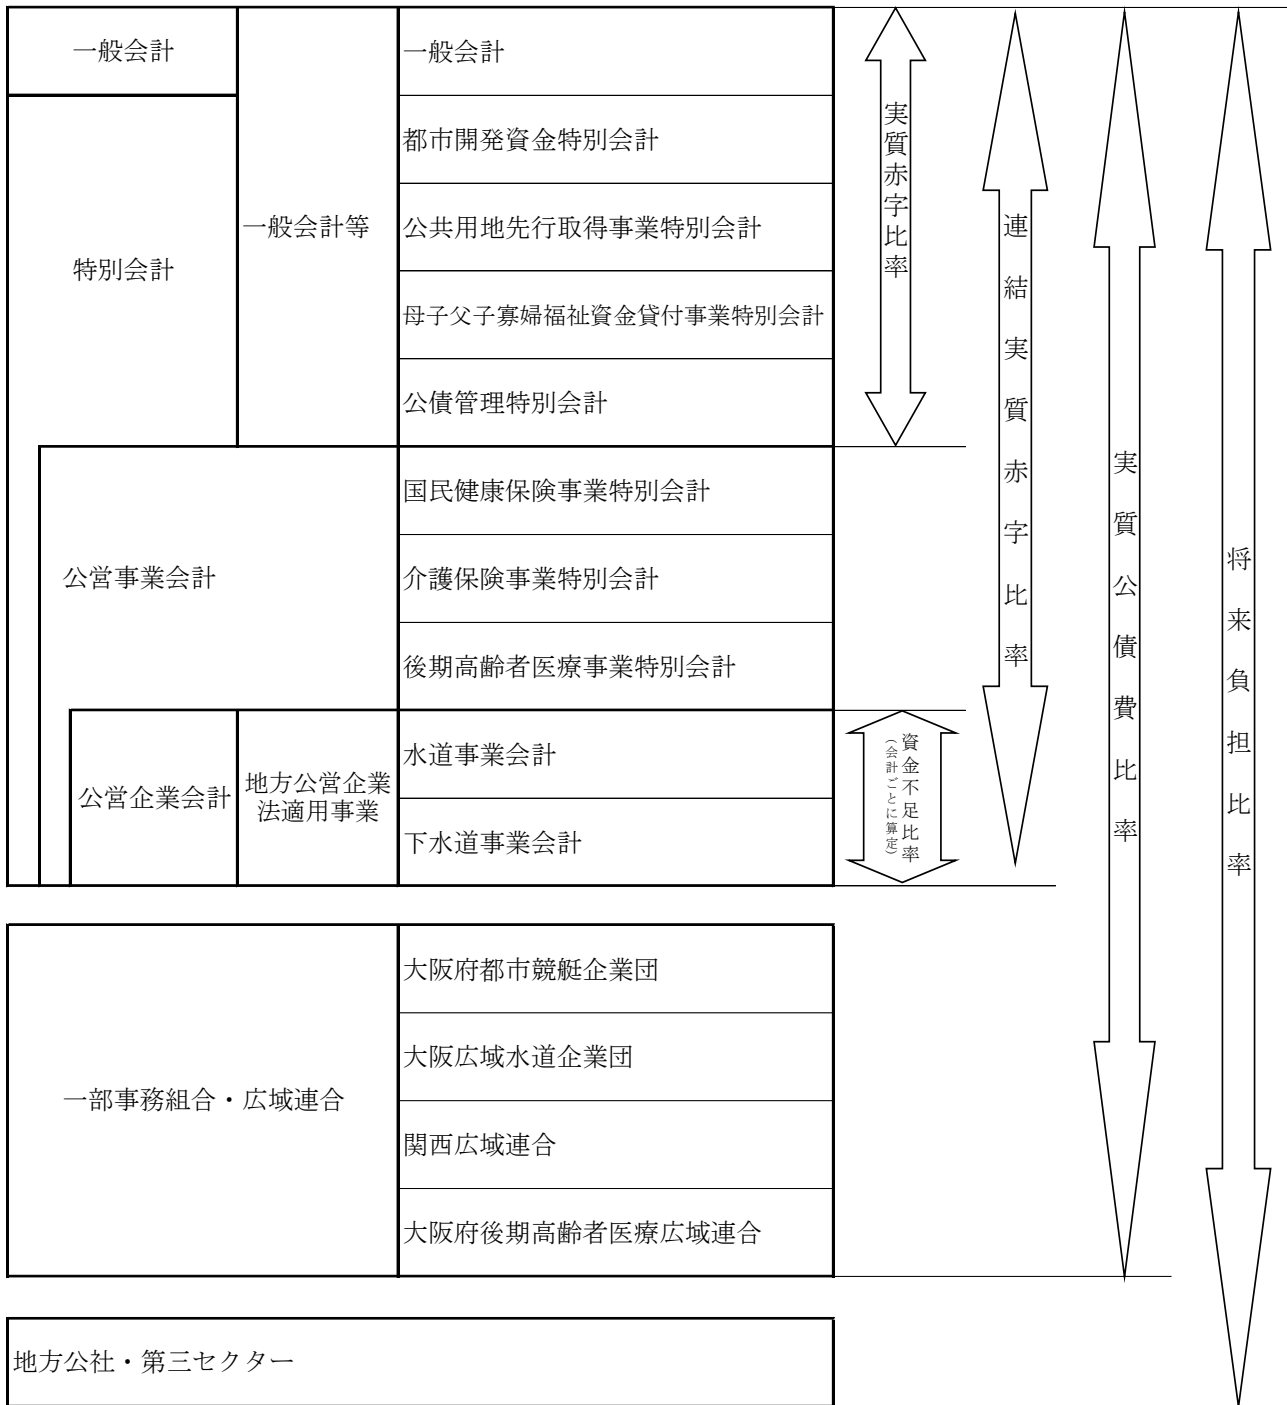 一般会計
特別会計
一般会計等
一般会計
都市開発資金特別会計
公共用地先行取得事業特別会計
母子父子寡婦福祉資金貸付事業特別会計
公債管理特別会計
公営事業会計
国民健康保険事業特別会計
介護保険事業特別会計
後期高齢者医療事業特別会計
公営企業会計
地方公営企業
法適用事業
水道事業会計
下水道事業会計
実質赤字比率
資金不足比率
(会計ごとに算定)
連結実質赤字比率
実質公債費比率
将来負担比率
一部事務組合・広域連合
大阪府都市競艇企業団
大阪広域水道企業団
関西広域連合
大阪府後期高齢者医療広域連合
地方公社・第三セクター